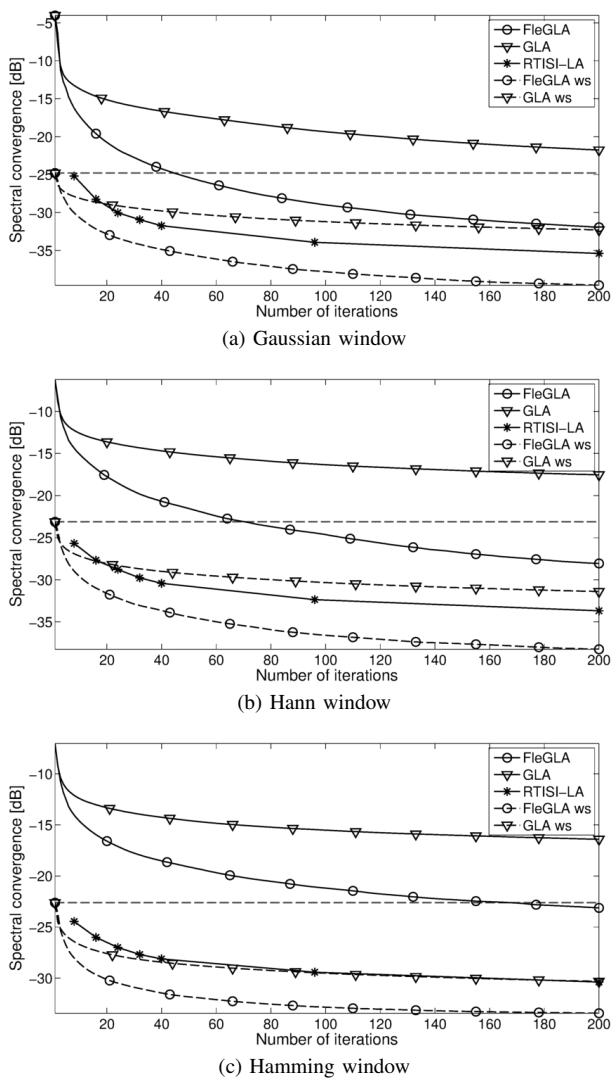 Spectral convergence [dB]
−5
−15
−20
−25
−30
−35
20 40 60 80 100 120 140 160 180 200
Number of iterations
FleGLA
GLA
RTISI−LA
FleGLA ws
GLA ws
(a) Gaussian window
Spectral convergence [dB]
−10
−15
−20
−25
−30
−35
20 40 60 80 100 120 140 160 180 200
Number of iterations
FleGLA
GLA
RTISI−LA
FleGLA ws
GLA ws
(b) Hann window
Spectral convergence [dB]
−10
−15
−20
−25
−30
20 40 60 80 100 120 140 160 180 200
Number of iterations
FleGLA
GLA
RTISI−LA
FleGLA ws
GLA ws
(c) Hamming window